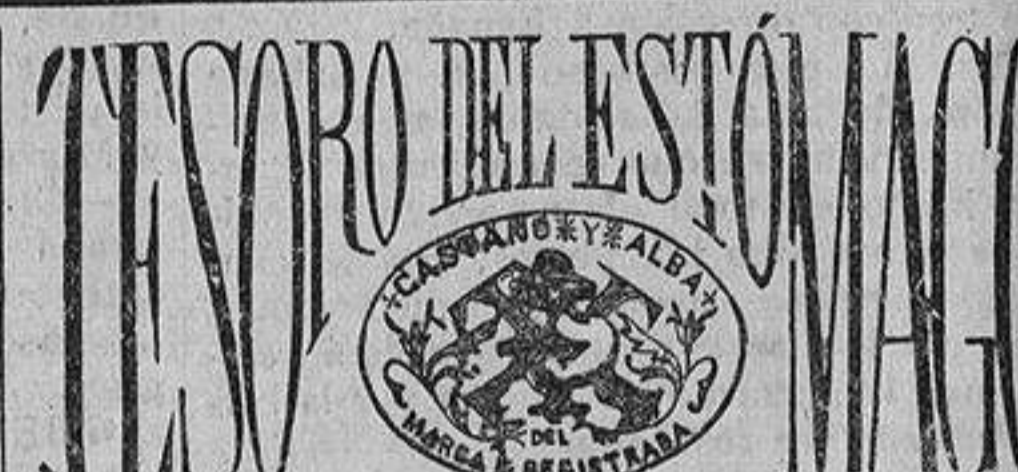 TESORO DEL ESTÓMAGO
CASTAÑO Y ALBA
DEL
MARCA REGISTRADA